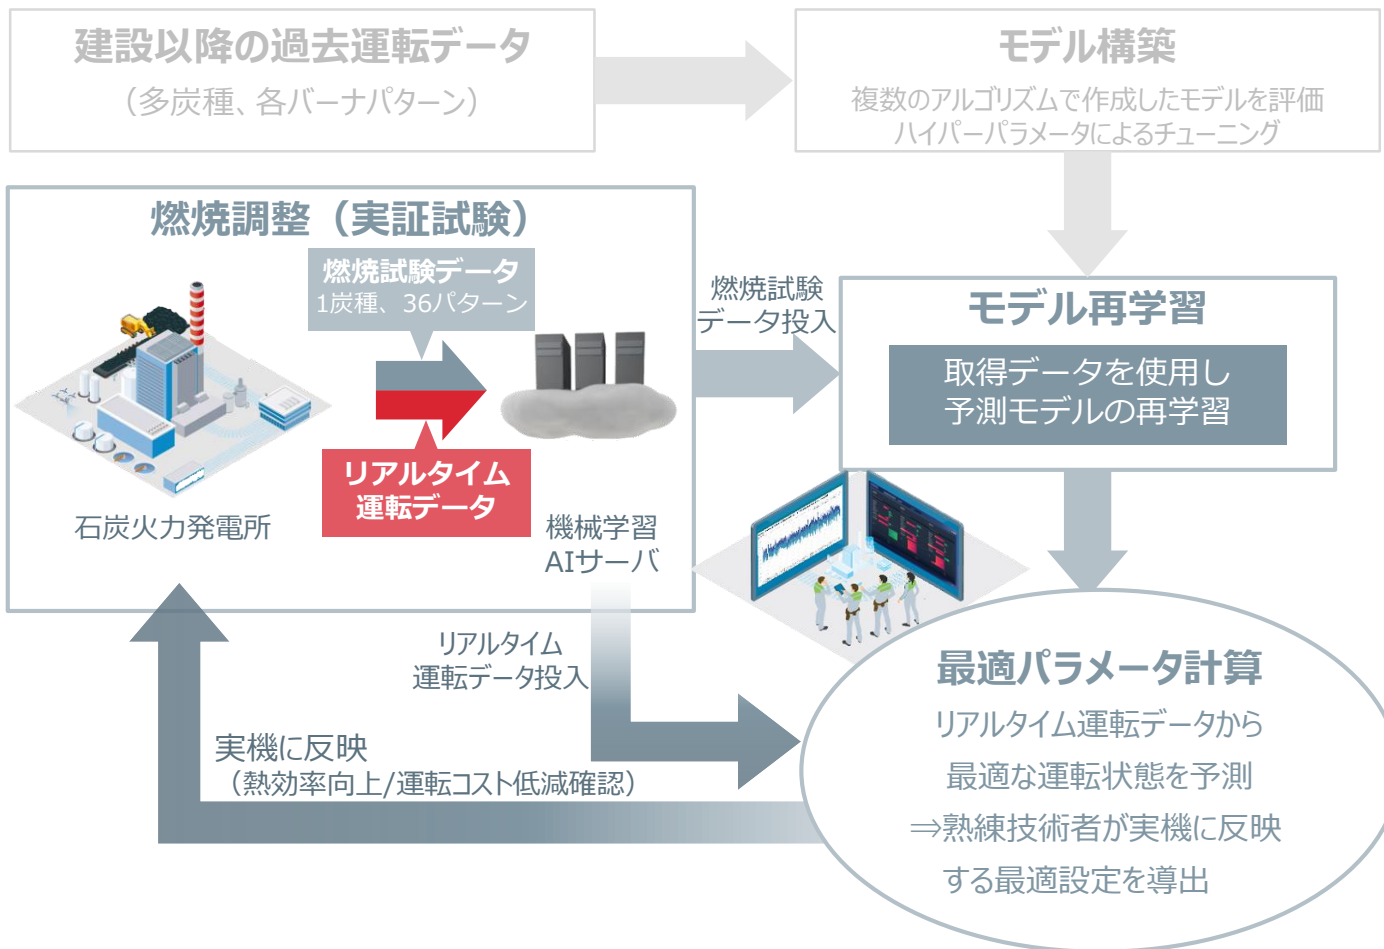 建設以降の過去運転データ
（多炭種、各バーナパターン）
モデル構築
複数のアルゴリズムで作成したモデルを評価
ハイパーパラメータによるチューニング
燃焼調整（実証試験）
燃焼試験データ
1炭種、36パターン
リアルタイム
運転データ
石炭火力発電所
機械学習
AIサーバ
燃焼試験
データ投入
モデル再学習
取得データを使用し
予測モデルの再学習
リアルタイム
運転データ投入
実機に反映
（熱効率向上/運転コスト低減確認）
最適パラメータ計算
リアルタイム運転データから
最適な運転状態を予測
⇒熟練技術者が実機に反映
する最適設定を導出